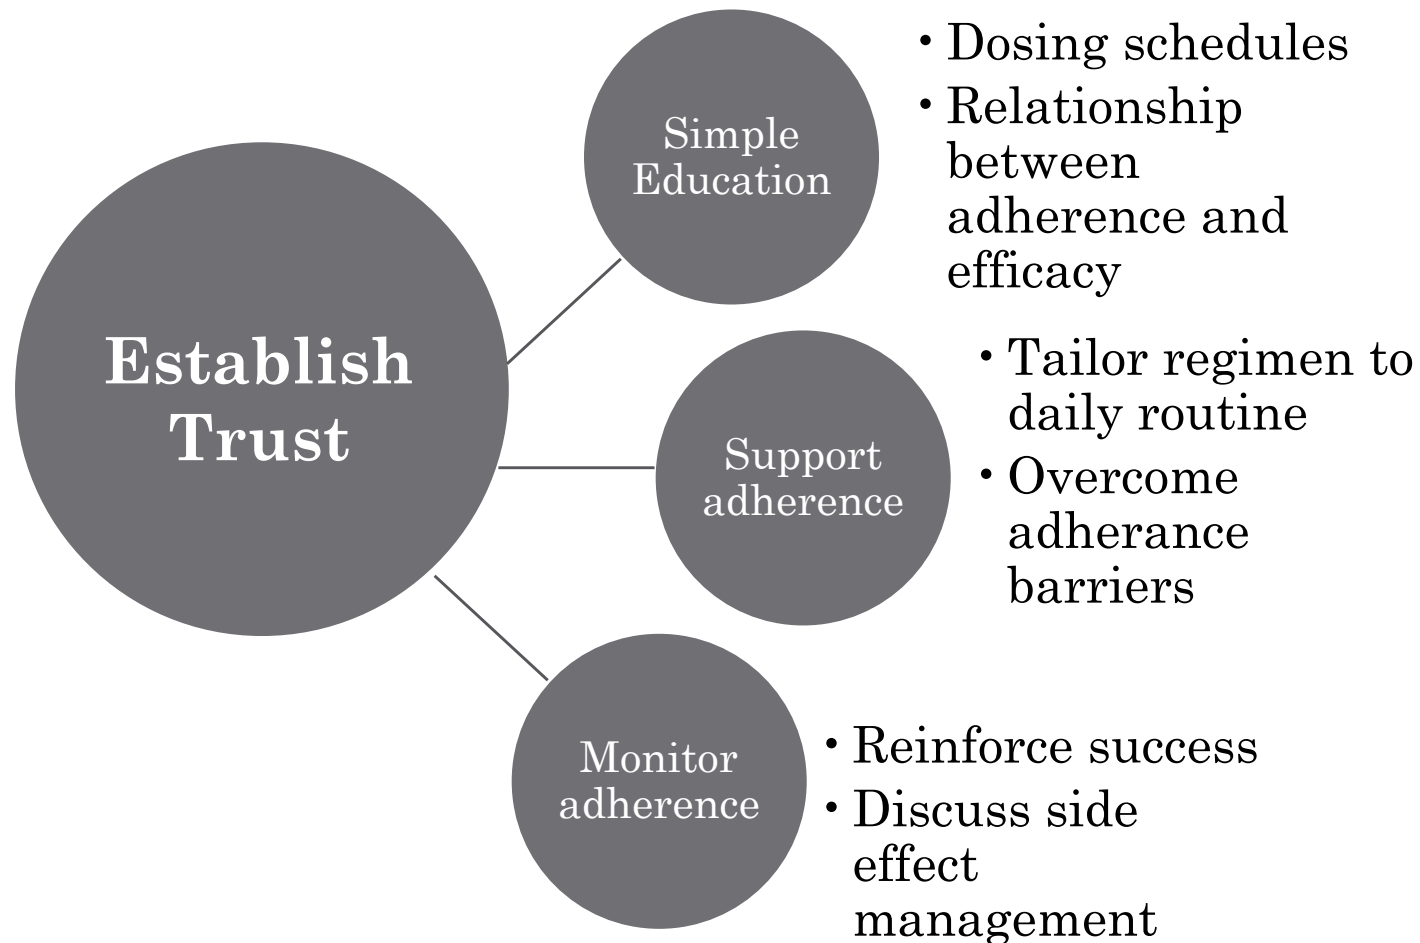 Establish
Trust
Simple
Education
• Dosing schedules
• Relationship
between
adherence and
efficacy
Support
adherence
• Tailor regimen to
daily routine
• Overcome
adherance
barriers
Monitor
adherence
• Reinforce success
• Discuss side
effect
management